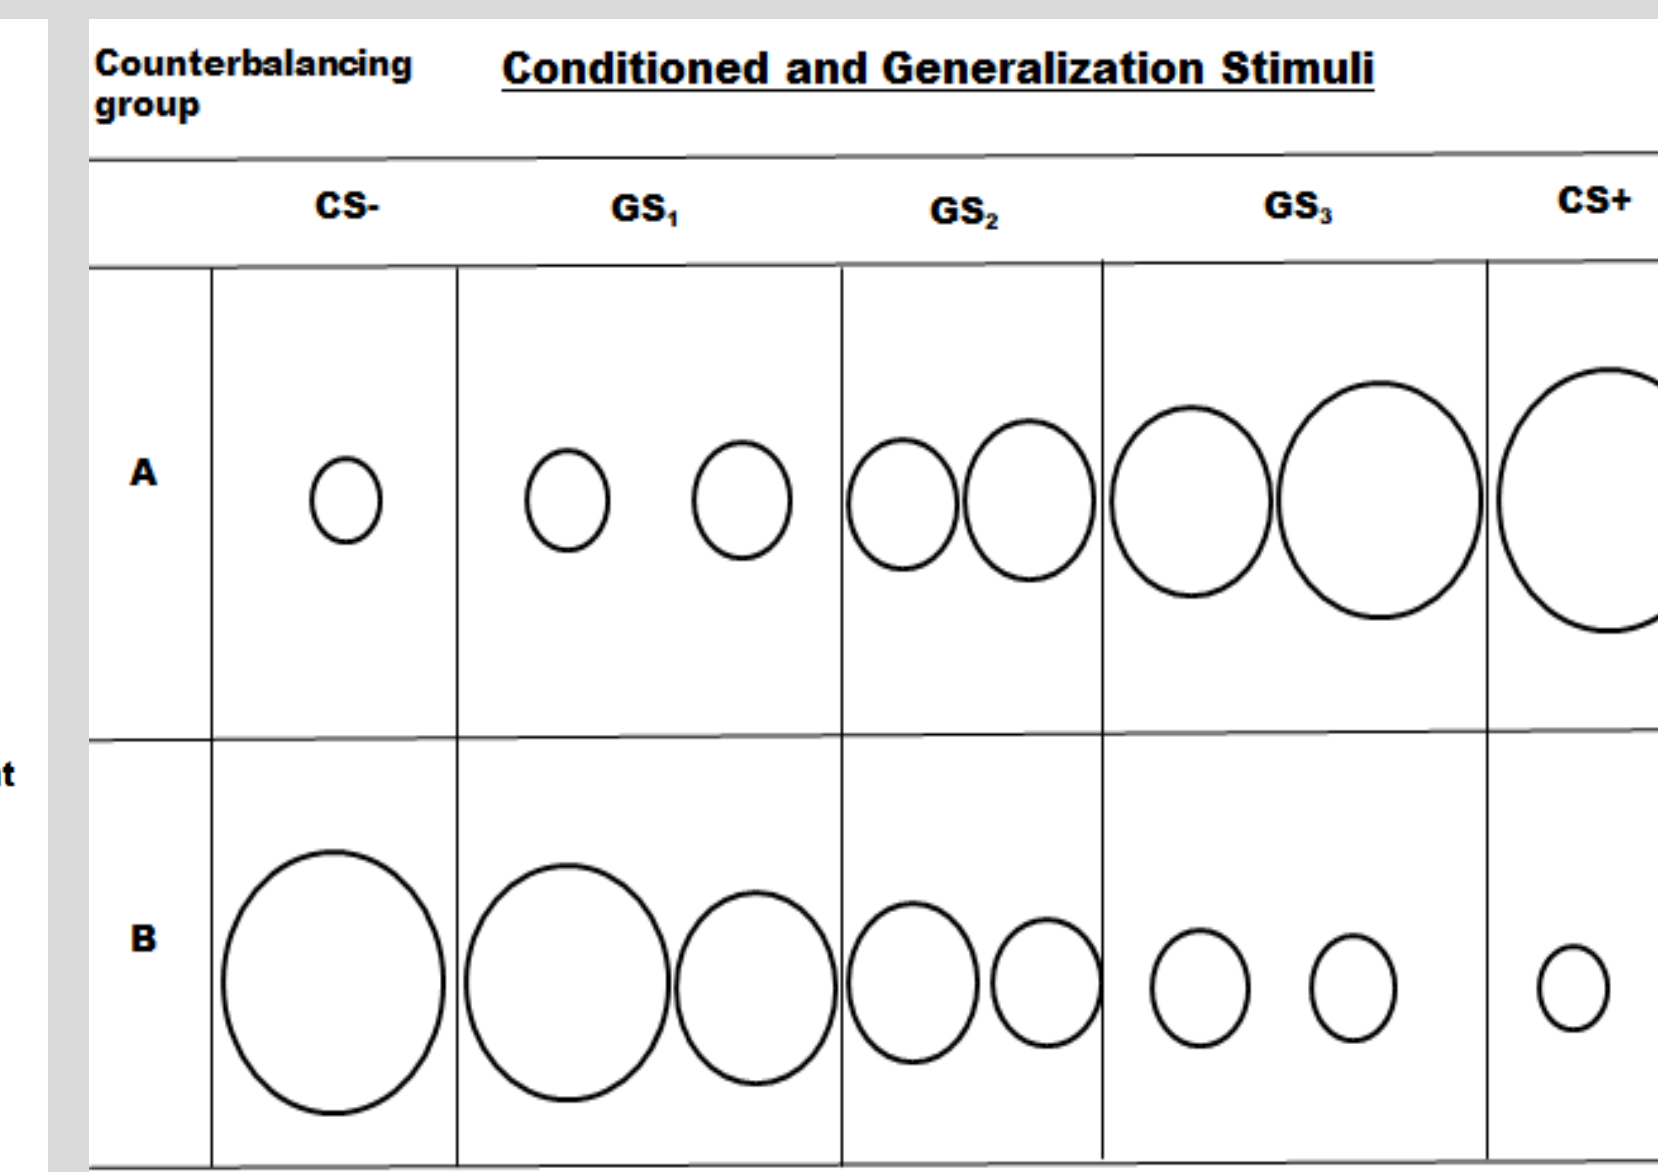 Counterbalancing
group
Conditioned and Generalization Stimuli
CS- GS₁ GS₂ GS₃ CS+
A
B